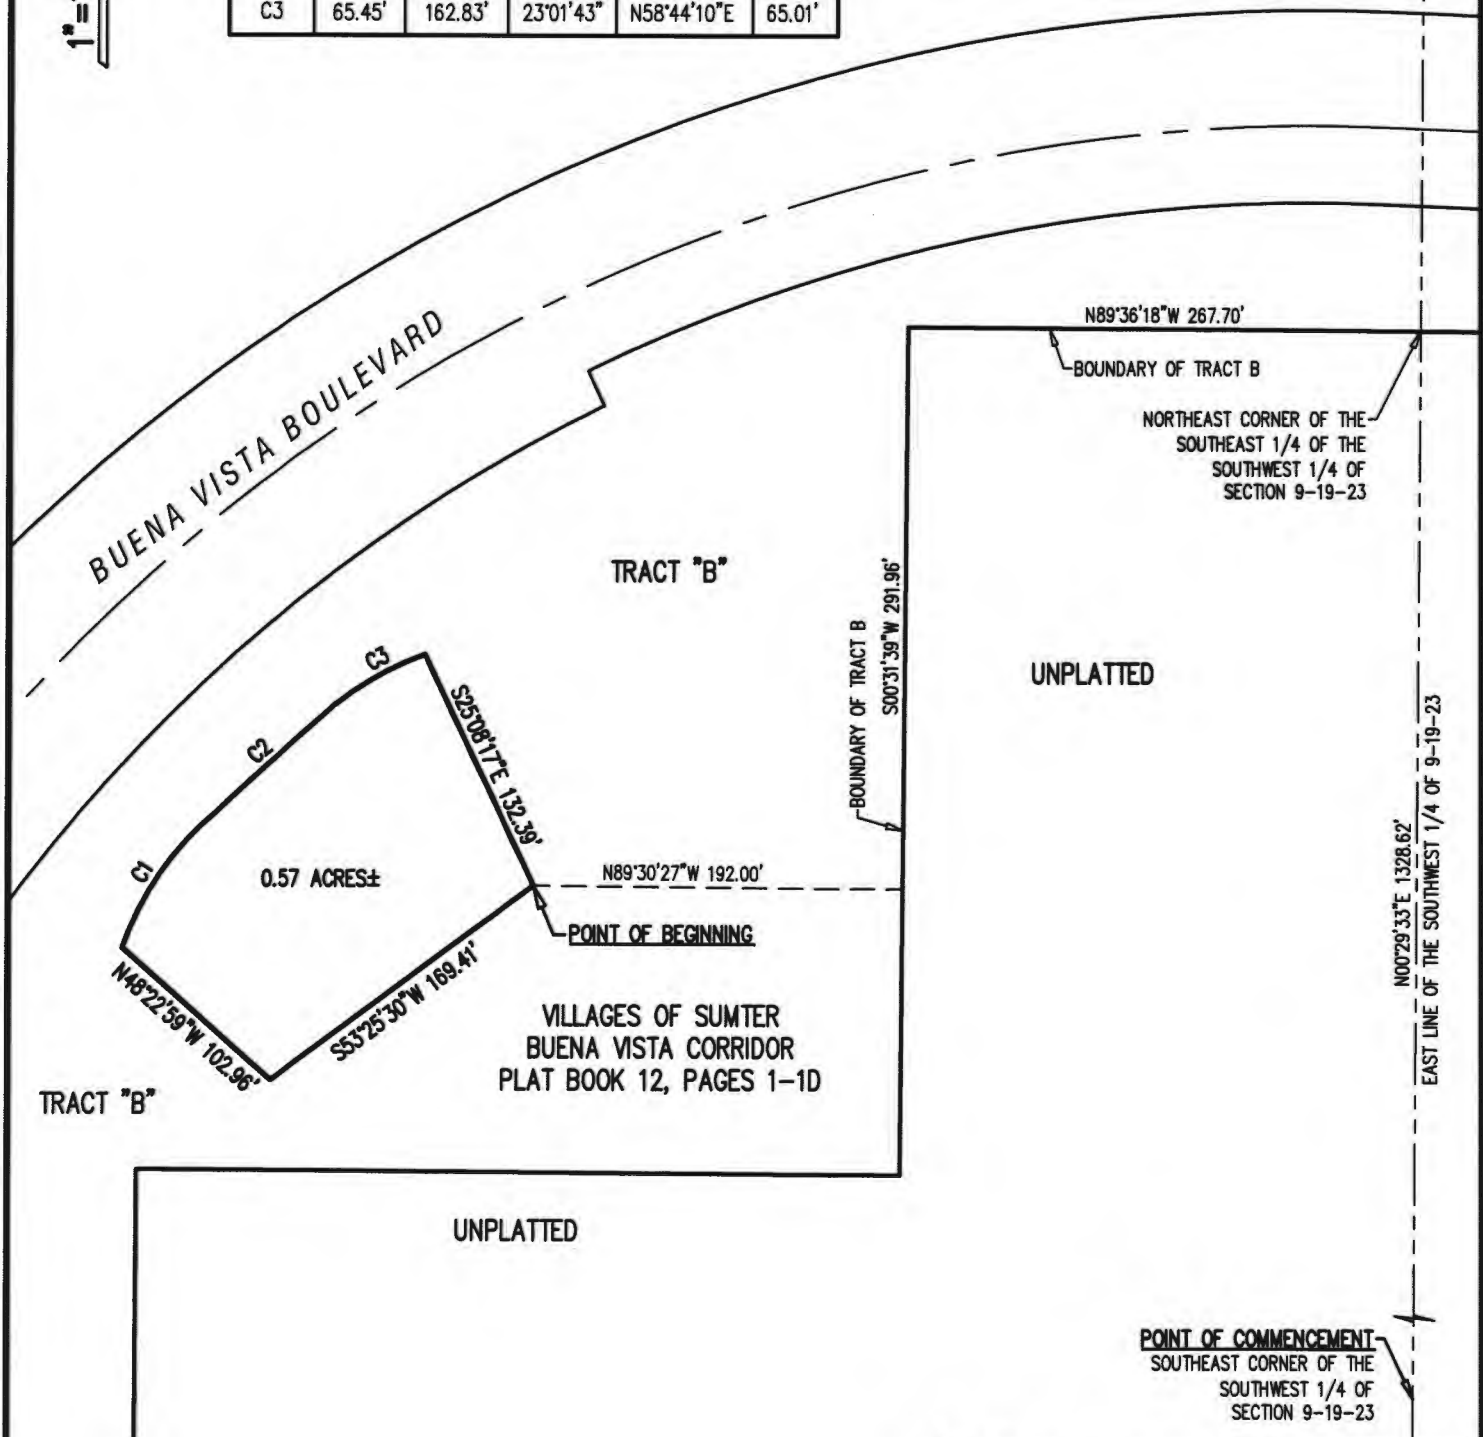 C3 65.45' 162.83' 23°01'43" N58°44'10"E 65.01'
1"=
BUENA VISTA BOULEVARD
N89°36'18"W 267.70'
BOUNDARY OF TRACT B
NORTHEAST CORNER OF THE
SOUTHEAST 1/4 OF THE
SOUTHWEST 1/4 OF
SECTION 9-19-23
TRACT "B"
BOUNDARY OF TRACT B
S00°31'39"W 291.96'
UNPLATTED
C3
C2
C1
S25°08'17"E 132.39'
0.57 ACRES±
N89°30'27"W 192.00'
POINT OF BEGINNING
N48°22'59"W 102.96'
S53°25'30"W 169.41'
VILLAGES OF SUMTER
BUENA VISTA CORRIDOR
PLAT BOOK 12, PAGES 1-1D
TRACT "B"
N00°29'33"E 1328.62'
EAST LINE OF THE SOUTHWEST 1/4 OF 9-19-23
UNPLATTED
POINT OF COMMENCEMENT
SOUTHEAST CORNER OF THE
SOUTHWEST 1/4 OF
SECTION 9-19-23